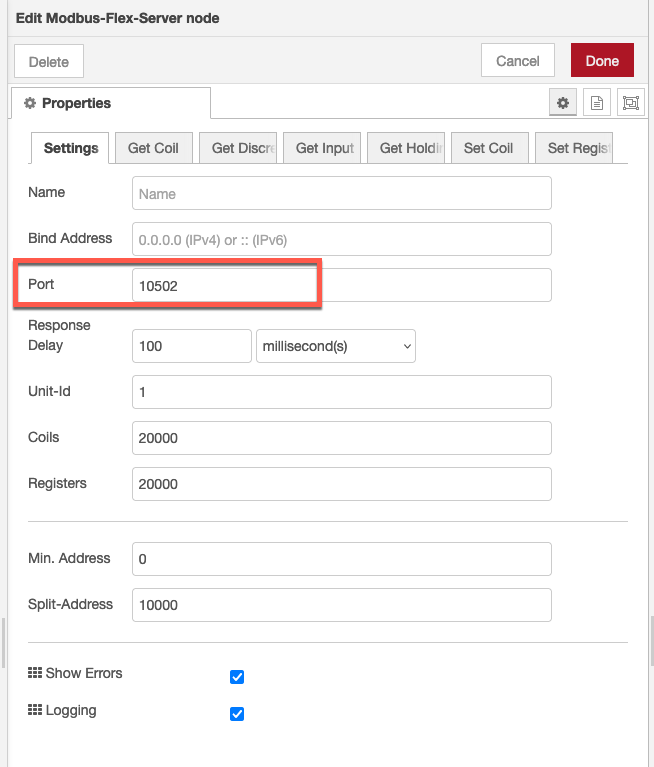 Edit Modbus-Flex-Server node
Delete
Cancel
Done
Properties
Settings
Get Coil
Get Discre
Get Input
Get Holdi
Set Coil
Set Regist
Name
Name
Bind Address
0.0.0.0 (IPv4) or :: (IPv6)
Port
10502
Response
Delay
100
millisecond(s)
Unit-Id
1
Coils
20000
Registers
20000
Min. Address
0
Split-Address
10000
Show Errors
Logging